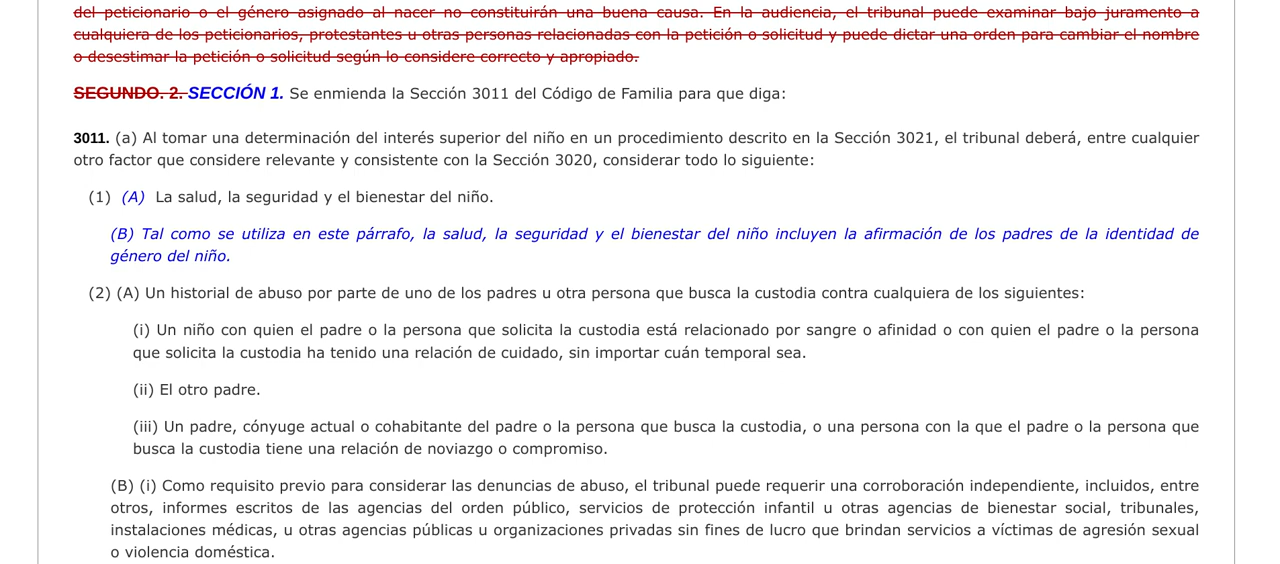 del peticionario o el género asignado al nacer no constituirán una buena causa. En la audiencia, el tribunal puede examinar bajo juramento a
cualquiera de los peticionarios, protestantes u otras personas relacionadas con la petición o solicitud y puede dictar una orden para cambiar el nombre
o desestimar la petición o solicitud según lo considere correcto y apropiado.
SEGUNDO. 2. SECCIÓN 1. Se enmienda la Sección 3011 del Código de Familia para que diga:
3011. (a) Al tomar una determinación del interés superior del niño en un procedimiento descrito en la Sección 3021, el tribunal deberá, entre cualquier
otro factor que considere relevante y consistente con la Sección 3020, considerar todo lo siguiente:
(1) (A) La salud, la seguridad y el bienestar del niño.
(B) Tal como se utiliza en este párrafo, la salud, la seguridad y el bienestar del niño incluyen la afirmación de los padres de la identidad de
género del niño.
(2) (A) Un historial de abuso por parte de uno de los padres u otra persona que busca la custodia contra cualquiera de los siguientes:
(i) Un niño con quien el padre o la persona que solicita la custodia está relacionado por sangre o afinidad o con quien el padre o la persona
que solicita la custodia ha tenido una relación de cuidado, sin importar cuán temporal sea.
(ii) El otro padre.
(iii) Un padre, cónyuge actual o cohabitante del padre o la persona que busca la custodia, o una persona con la que el padre o la persona que
busca la custodia tiene una relación de noviazgo o compromiso.
(B) (i) Como requisito previo para considerar las denuncias de abuso, el tribunal puede requerir una corroboración independiente, incluidos, entre
otros, informes escritos de las agencias del orden público, servicios de protección infantil u otras agencias de bienestar social, tribunales,
instalaciones médicas, u otras agencias públicas u organizaciones privadas sin fines de lucro que brindan servicios a víctimas de agresión sexual
o violencia doméstica.